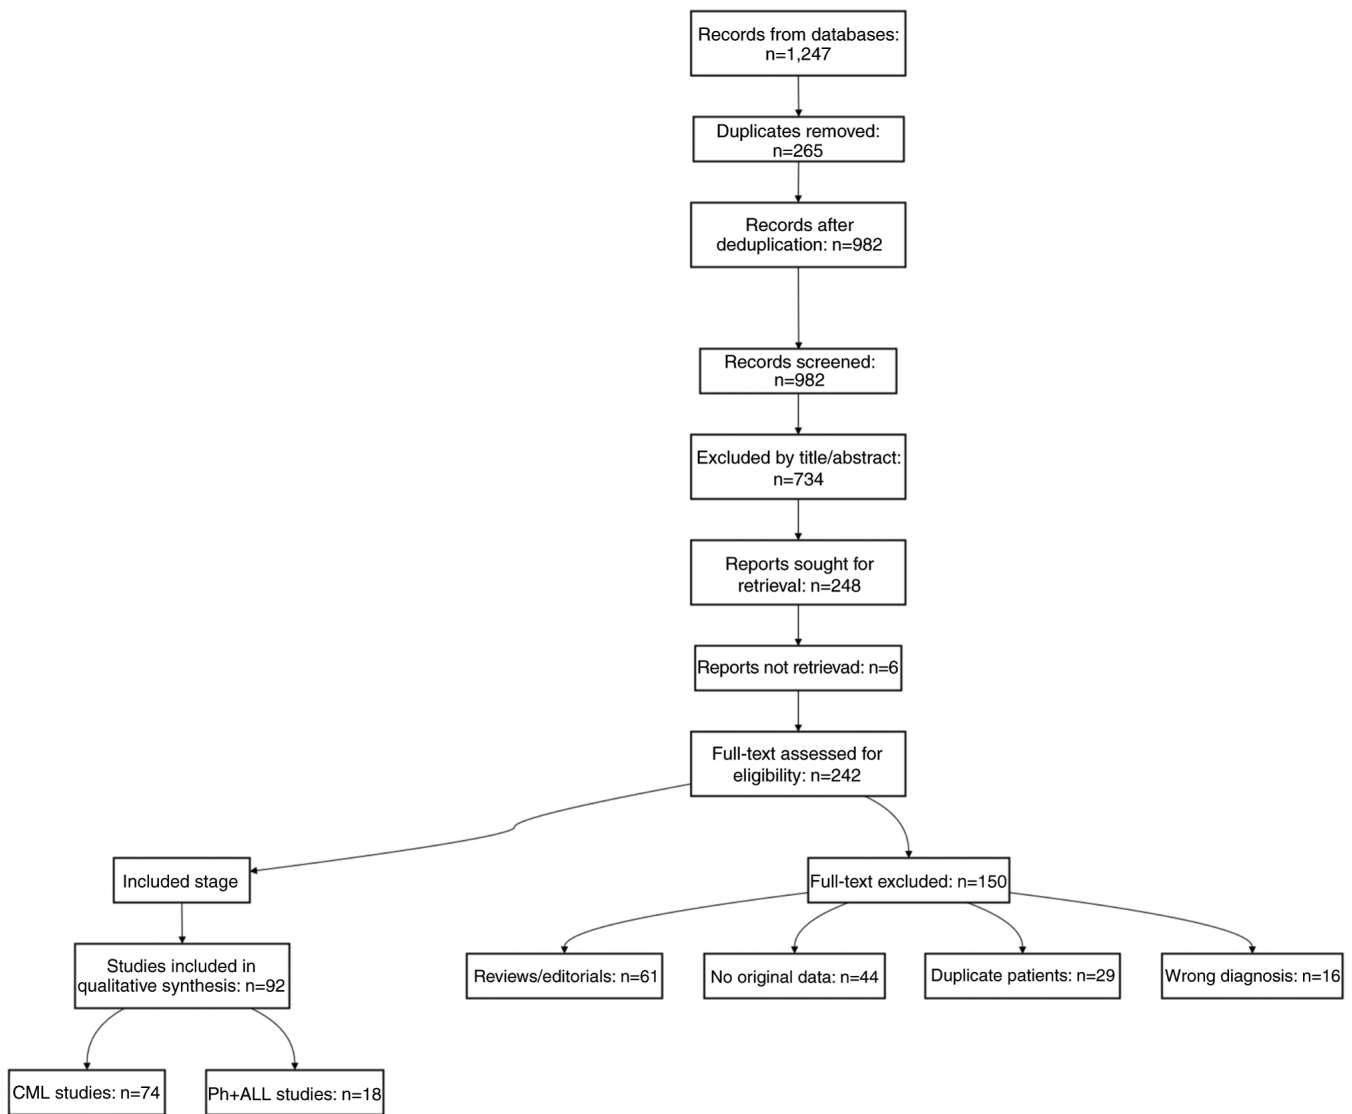 Records from databases:
n=1,247
Duplicates removed:
n=265
Records after
deduplication: n=982
Records screened:
n=982
Excluded by title/abstract:
n=734
Reports sought for
retrieval: n=248
Reports not retrievad: n=6
Full-text assessed for
eligibility: n=242
Included stage
Full-text excluded: n=150
Studies included in
qualitative synthesis: n=92
Reviews/editorials: n=61
No original data: n=44
Duplicate patients: n=29
Wrong diagnosis: n=16
CML studies: n=74
Ph+ALL studies: n=18